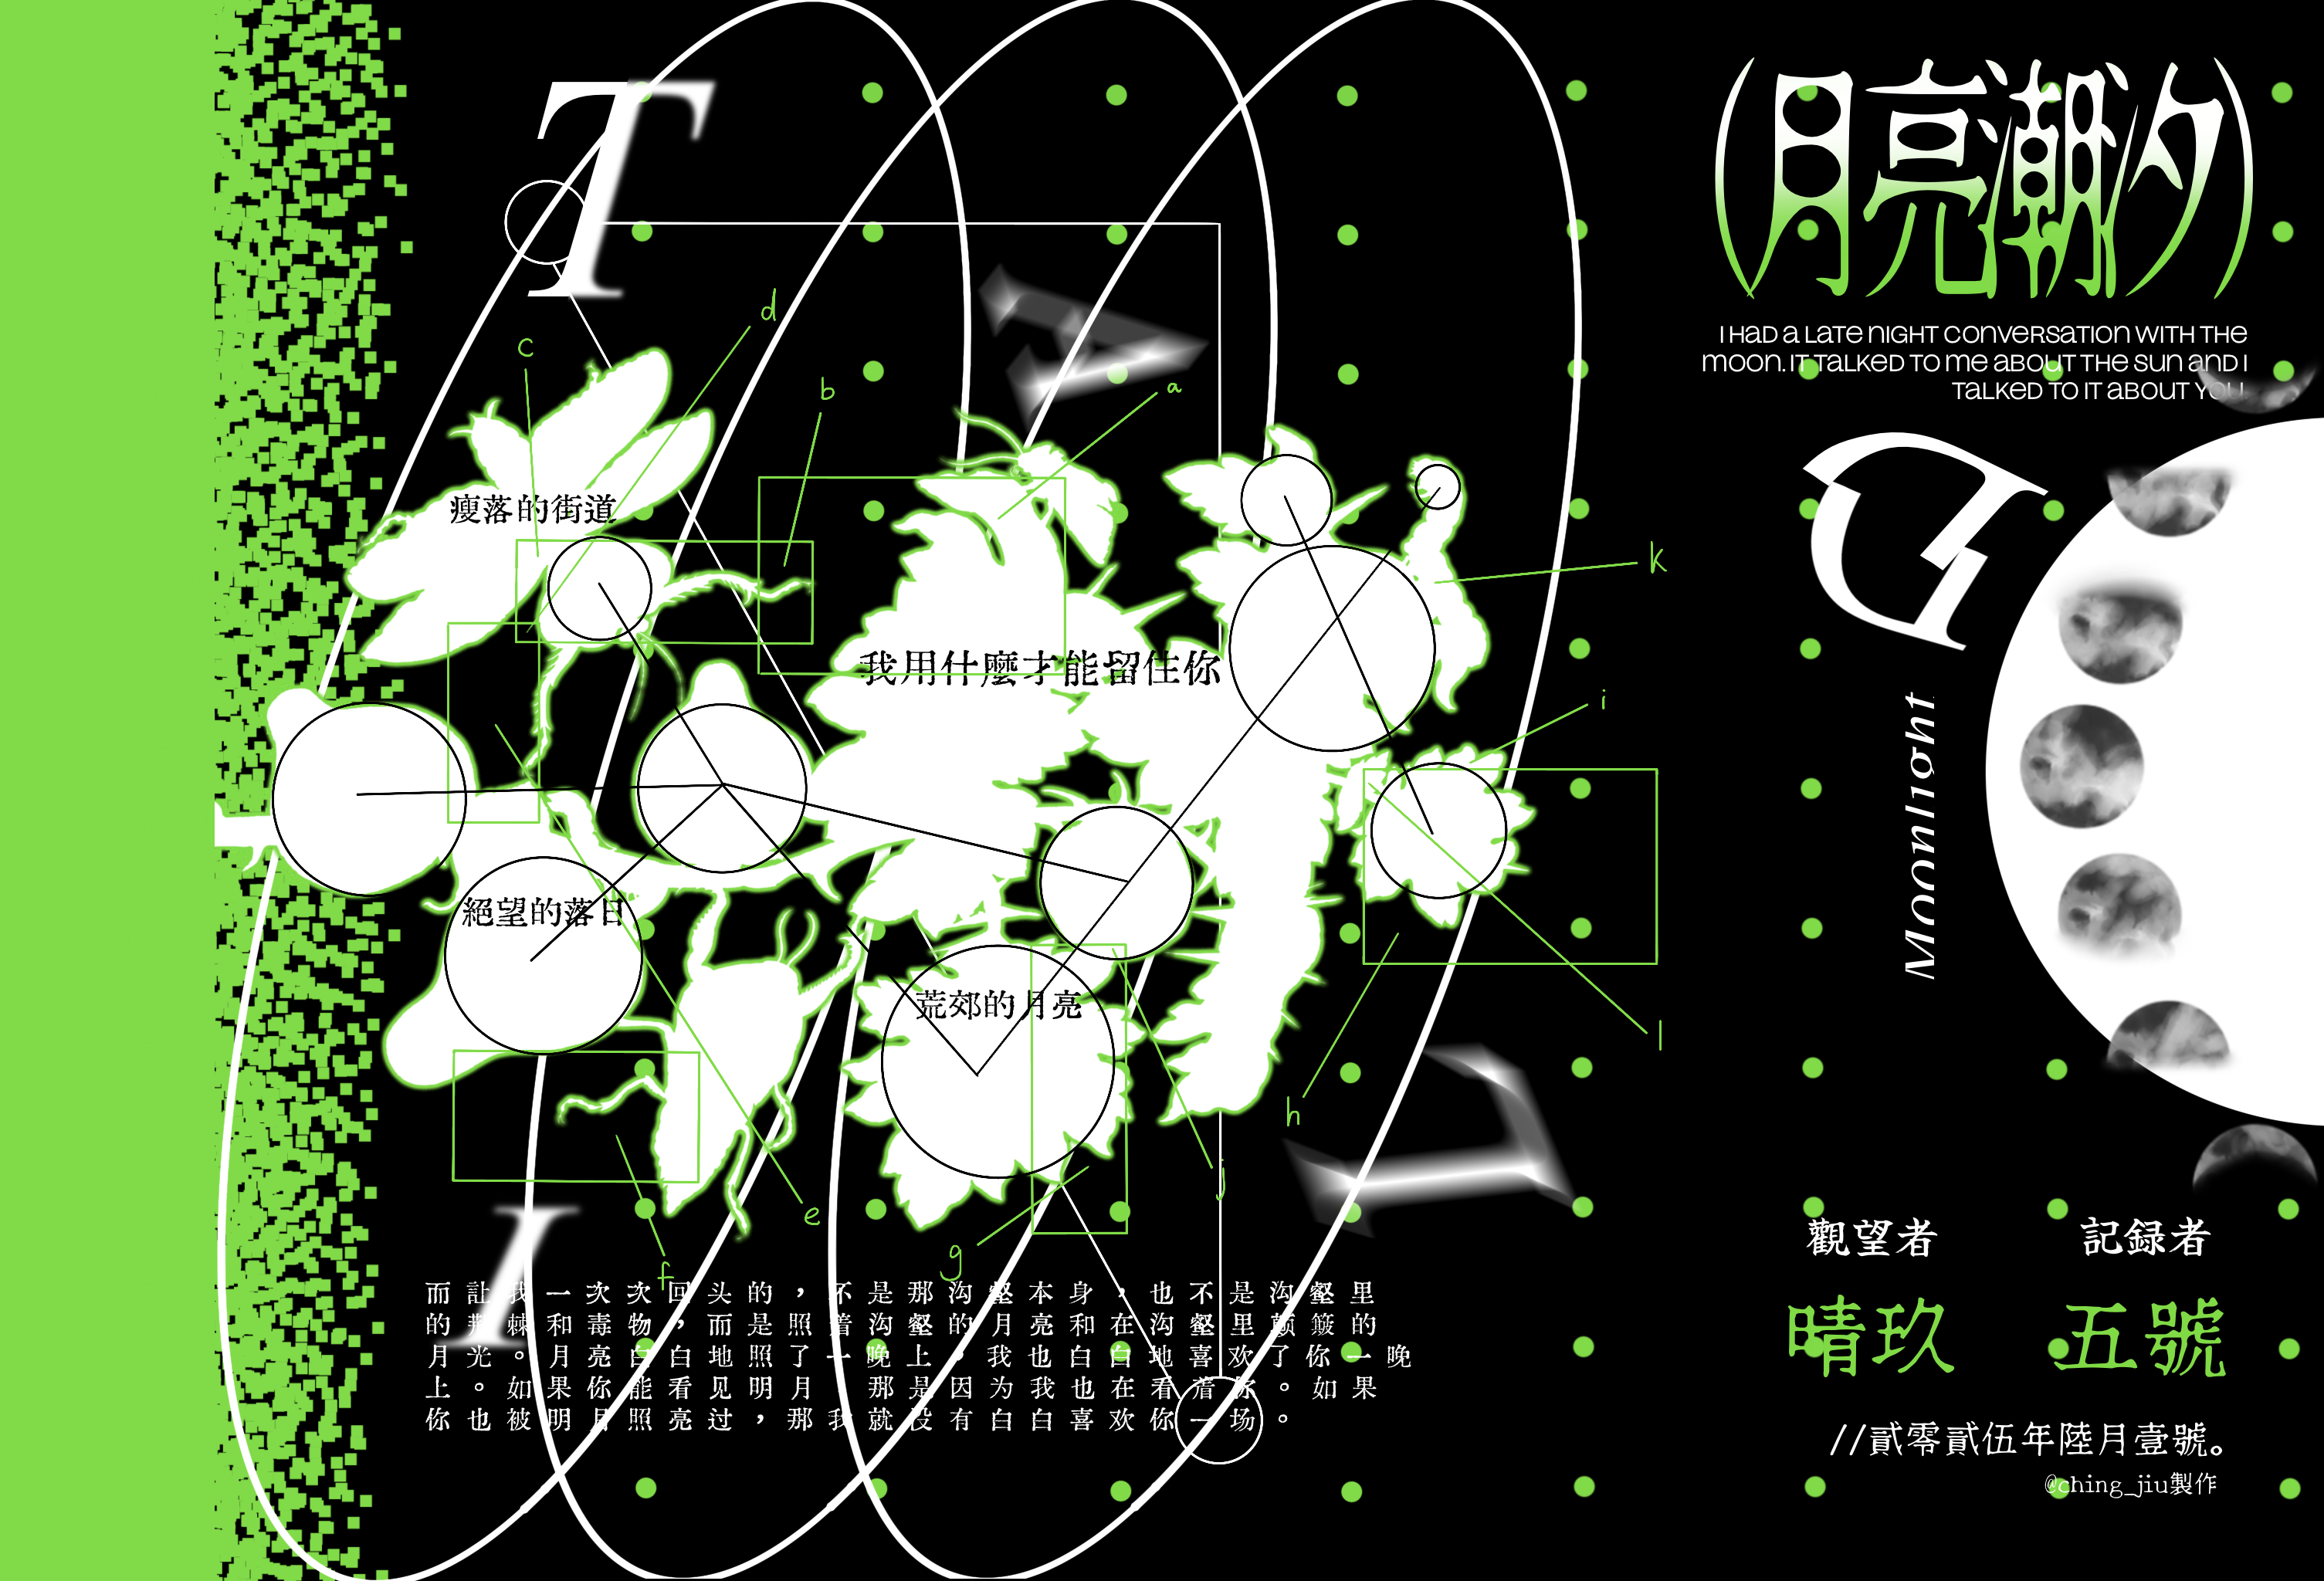 (月亮潮汐)
I HAD a LATE nIGHT conversation WITH THE
moon. IT TaLKED TO me aBOUT THE sun and I
TaLKED TO IT aBOUT YOU.
T
A
D
I
L
Moonlight
c
d
b
a
k
i
l
h
j
e
g
f
瘦落的街道
我用什麼才能留住你
絕望的落日
荒郊的月亮
而讓我一次次回头的，不是那沟壑本身，也不是沟壑里
的荊棘和毒物，而是照着沟壑的月亮和在沟壑里颠簸的
月光。月亮白白地照了一晚上，我也白白地喜欢了你一晚
上。如果你能看见明月 那是因为我也在看着你。如果
你也被明月照亮过，那我就没有白白喜欢你一场。
觀望者
記録者
晴玖
五號
//貳零貳伍年陸月壹號。
@ching_jiu製作